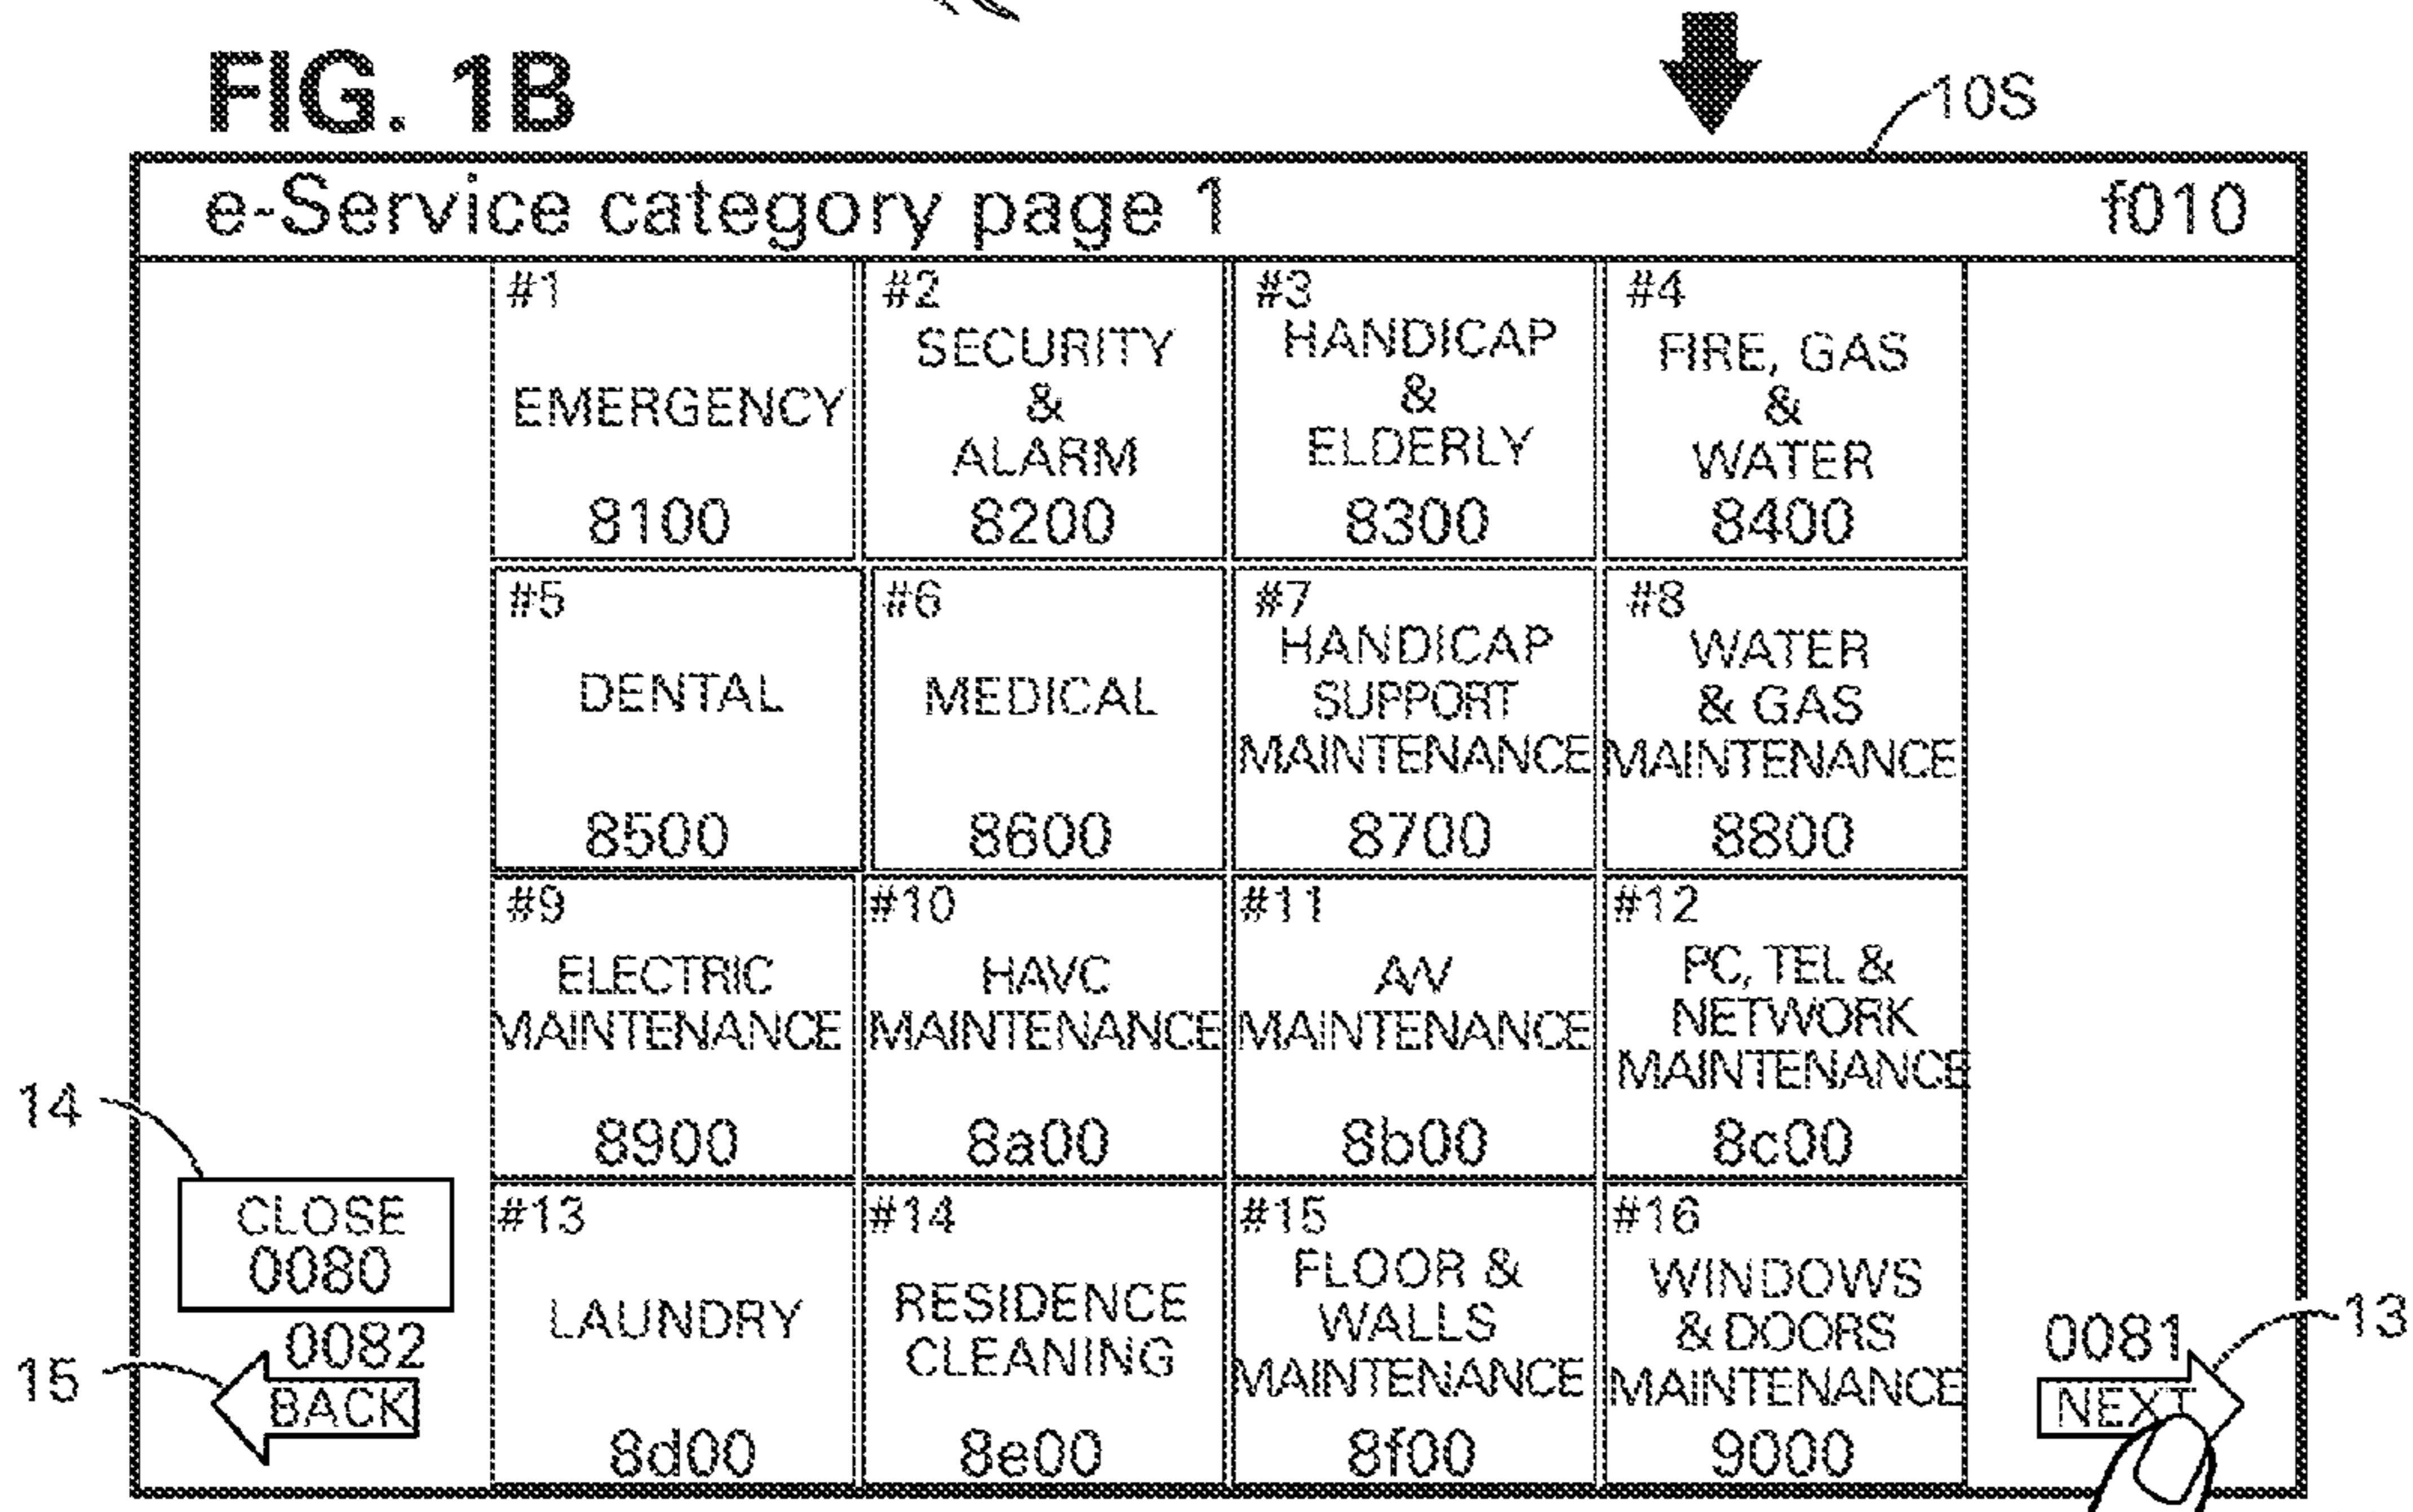 FIG. 1B
10S
e-Service category page 1 f010
#1
EMERGENCY
8100
#2
SECURITY
&
ALARM
8200
#3
HANDICAP
&
ELDERLY
8300
#4
FIRE, GAS
&
WATER
8400
#5
DENTAL
8500
#6
MEDICAL
8600
#7
HANDICAP
SUPPORT
MAINTENANCE
8700
#8
WATER
& GAS
MAINTENANCE
8800
#9
ELECTRIC
MAINTENANCE
8900
#10
HAVC
MAINTENANCE
8a00
#11
A/V
MAINTENANCE
8b00
#12
PC, TEL &
NETWORK
MAINTENANCE
8c00
#13
LAUNDRY
8d00
#14
RESIDENCE
CLEANING
8e00
#15
FLOOR &
WALLS
MAINTENANCE
8f00
#16
WINDOWS
& DOORS
MAINTENANCE
9000
14
CLOSE
0080
0082
15
BACK
0081
13
NEXT